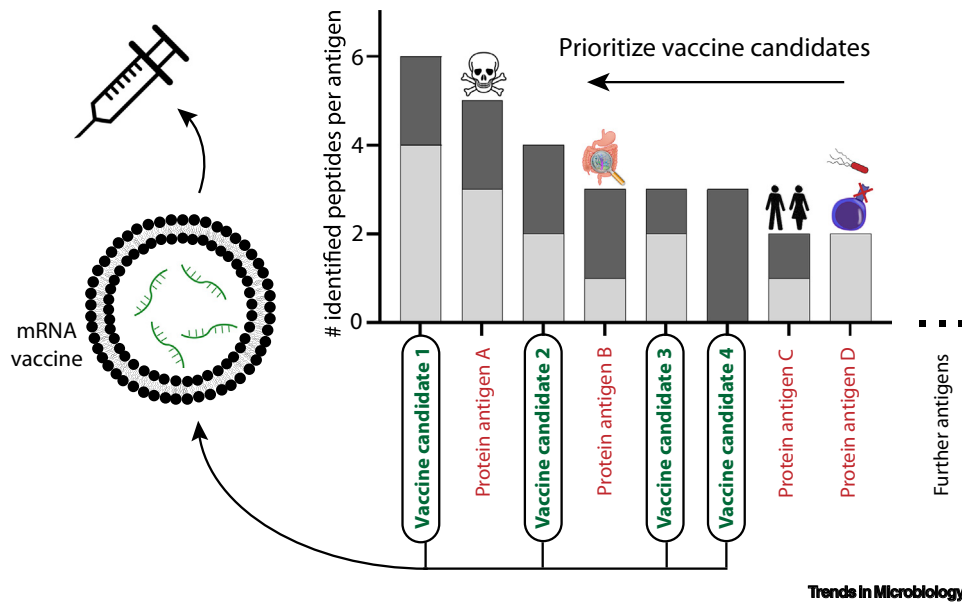 # identified peptides per antigen
6
4
2
0
Prioritize vaccine candidates
mRNA
vaccine
Vaccine candidate 1
Protein antigen A
Vaccine candidate 2
Protein antigen B
Vaccine candidate 3
Vaccine candidate 4
Protein antigen C
Protein antigen D
Further antigens
Trends in Microbiology